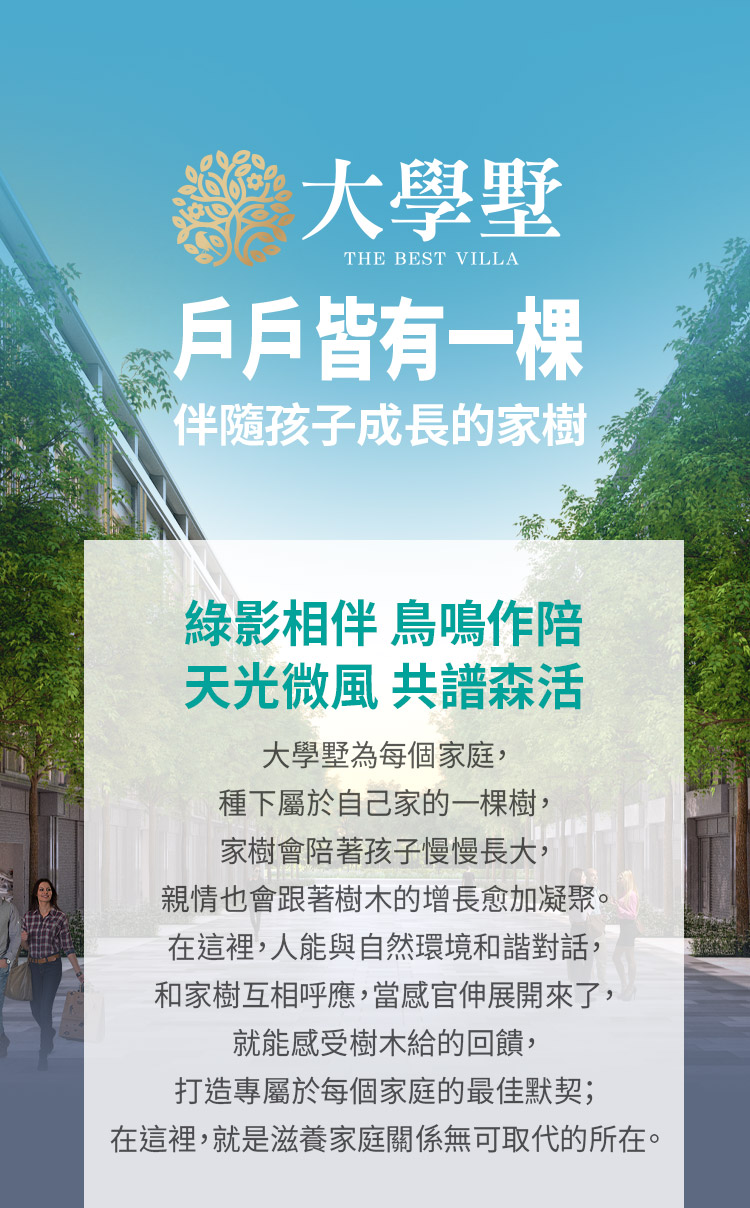 大學墅
THE BEST VILLA
戶戶皆有一棵
伴隨孩子成長的家樹
綠影相伴 鳥鳴作陪
天光微風 共譜森活
大學墅為每個家庭，
種下屬於自己家的一棵樹，
家樹會陪著孩子慢慢長大，
親情也會跟著樹木的增長愈加凝聚。
在這裡，人能與自然環境和諧對話，
和家樹互相呼應，當感官伸展開來了，
就能感受樹木給的回饋，
打造專屬於每個家庭的最佳默契；
在這裡，就是滋養家庭關係無可取代的所在。